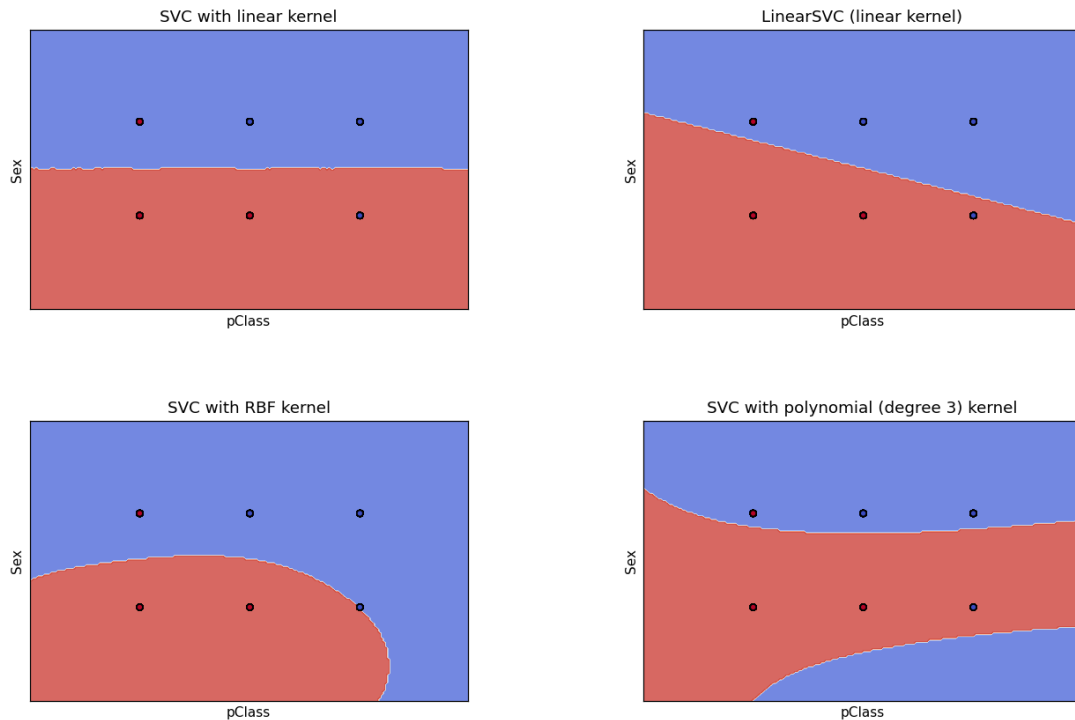 SVC with linear kernel
LinearSVC (linear kernel)
Sex
Sex
pClass
pClass
SVC with RBF kernel
SVC with polynomial (degree 3) kernel
Sex
Sex
pClass
pClass